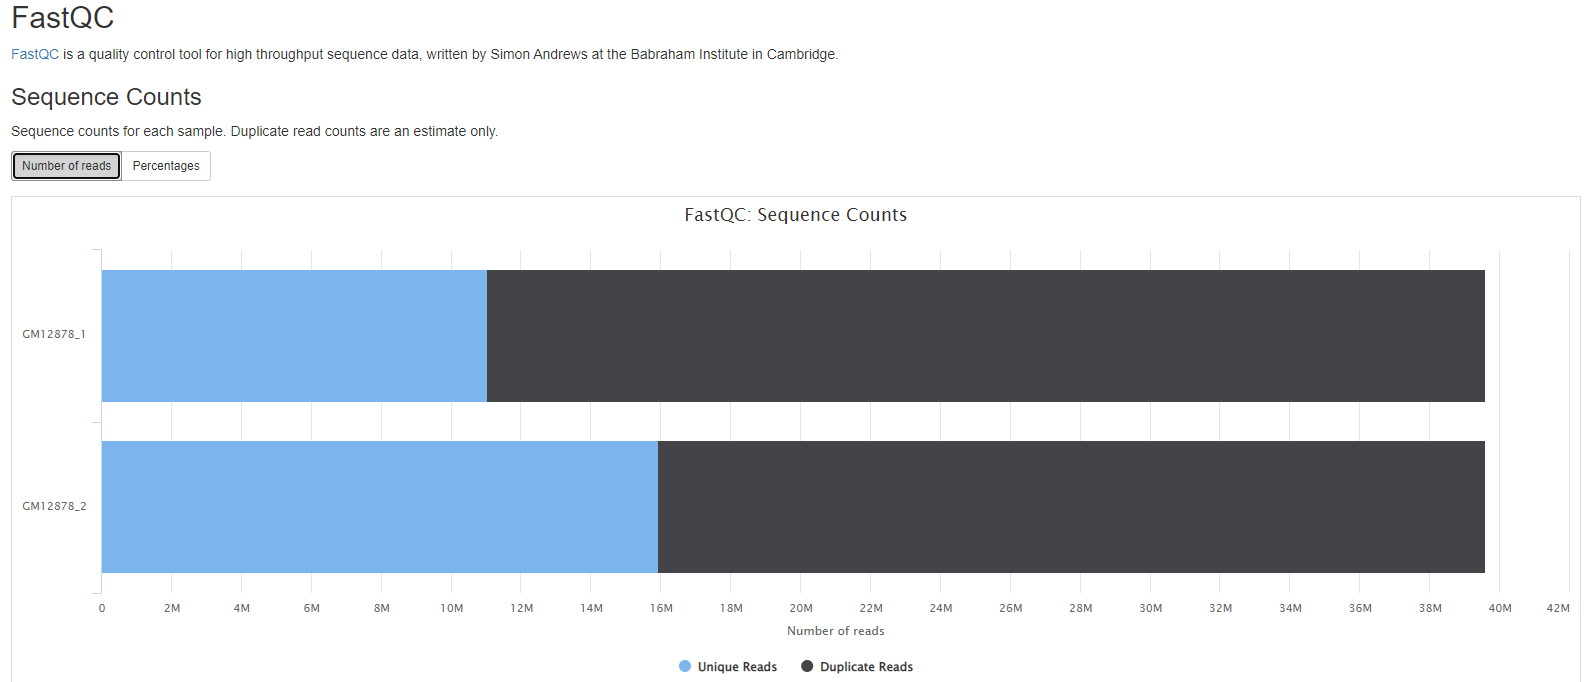 FastQC
FastQC is a quality control tool for high throughput sequence data, written by Simon Andrews at the Babraham Institute in Cambridge.
Sequence Counts
Sequence counts for each sample. Duplicate read counts are an estimate only.
Number of reads Percentages
FastQC: Sequence Counts
GM12878_1
GM12878_2
0 2M 4M 6M 8M 10M 12M 14M 16M 18M 20M 22M 24M 26M 28M 30M 32M 34M 36M 38M 40M 42M
Number of reads
Unique Reads Duplicate Reads